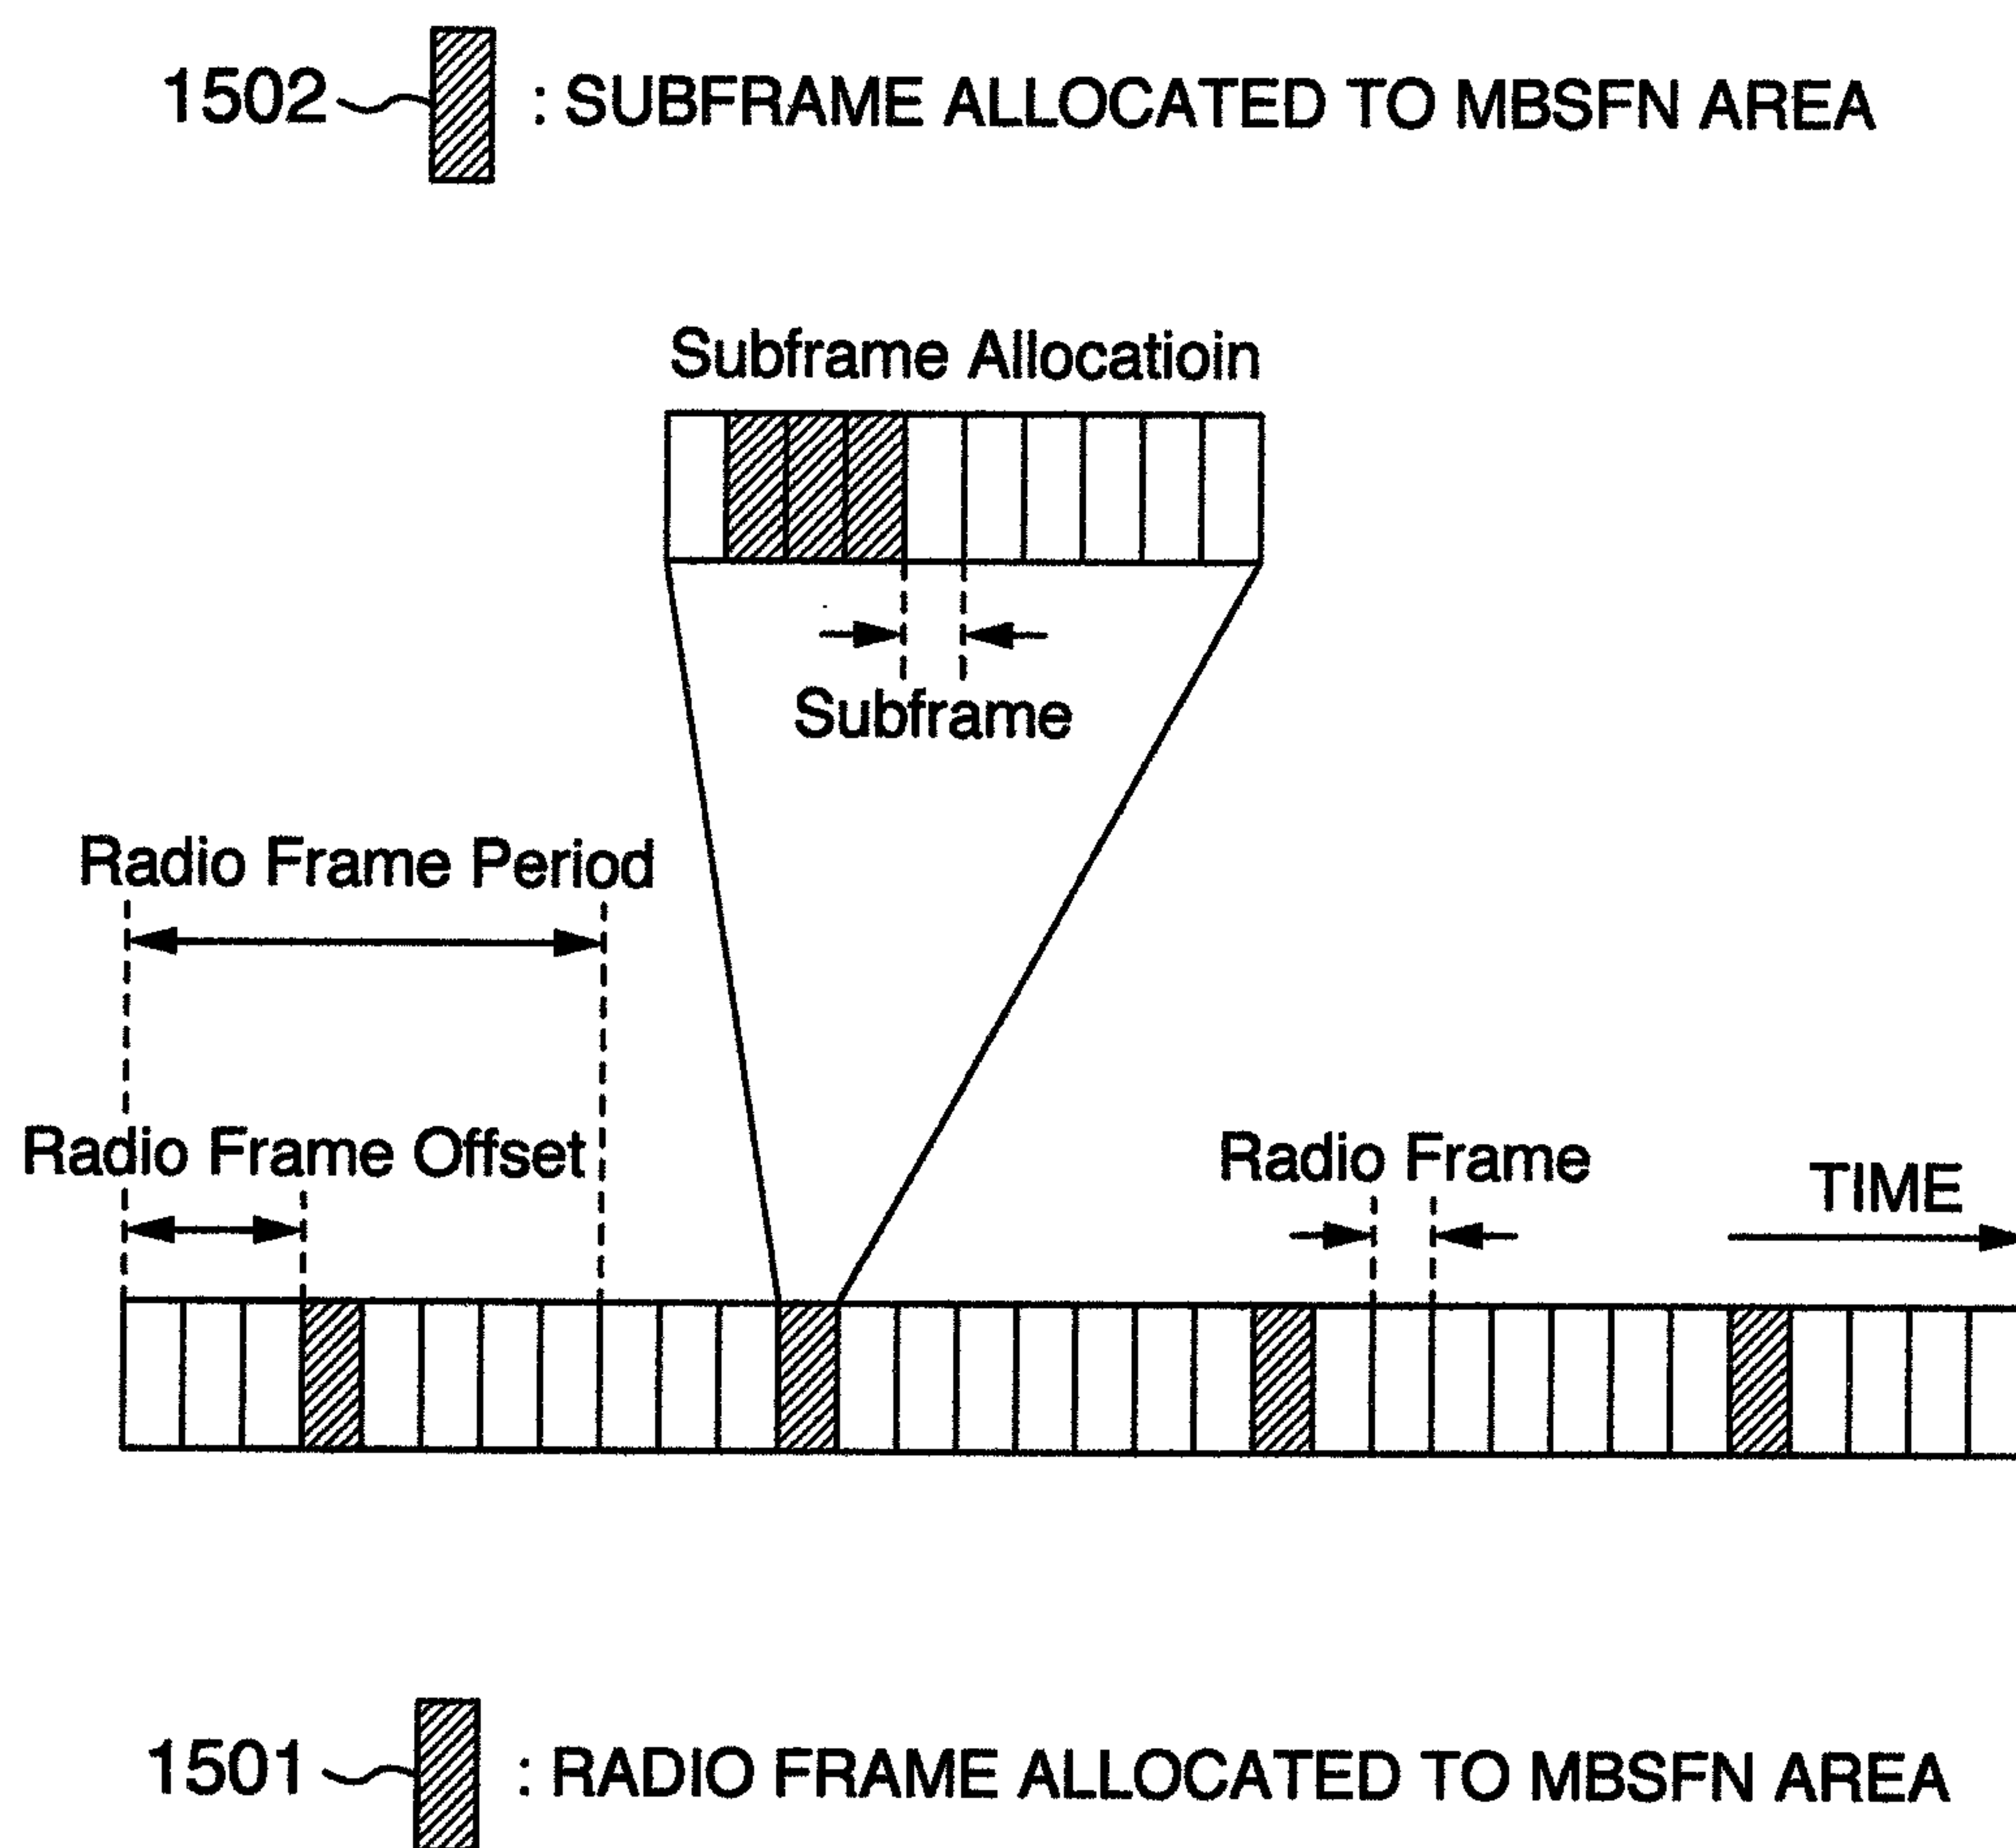 1502
: SUBFRAME ALLOCATED TO MBSFN AREA
Subframe Allocatioin
Subframe
Radio Frame Period
Radio Frame Offset
Radio Frame
TIME
1501
: RADIO FRAME ALLOCATED TO MBSFN AREA